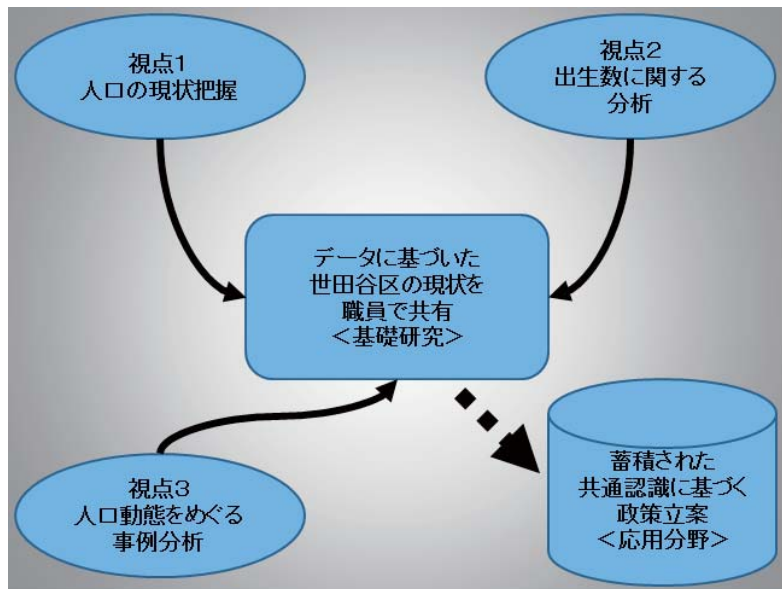 視点1
人口の現状把握
視点2
出生数に関する
分析
データに基づいた
世田谷区の現状を
職員で共有
＜基礎研究＞
視点3
人口動態をめぐる
事例分析
蓄積された
共通認識に基づく
政策立案
＜応用分野＞